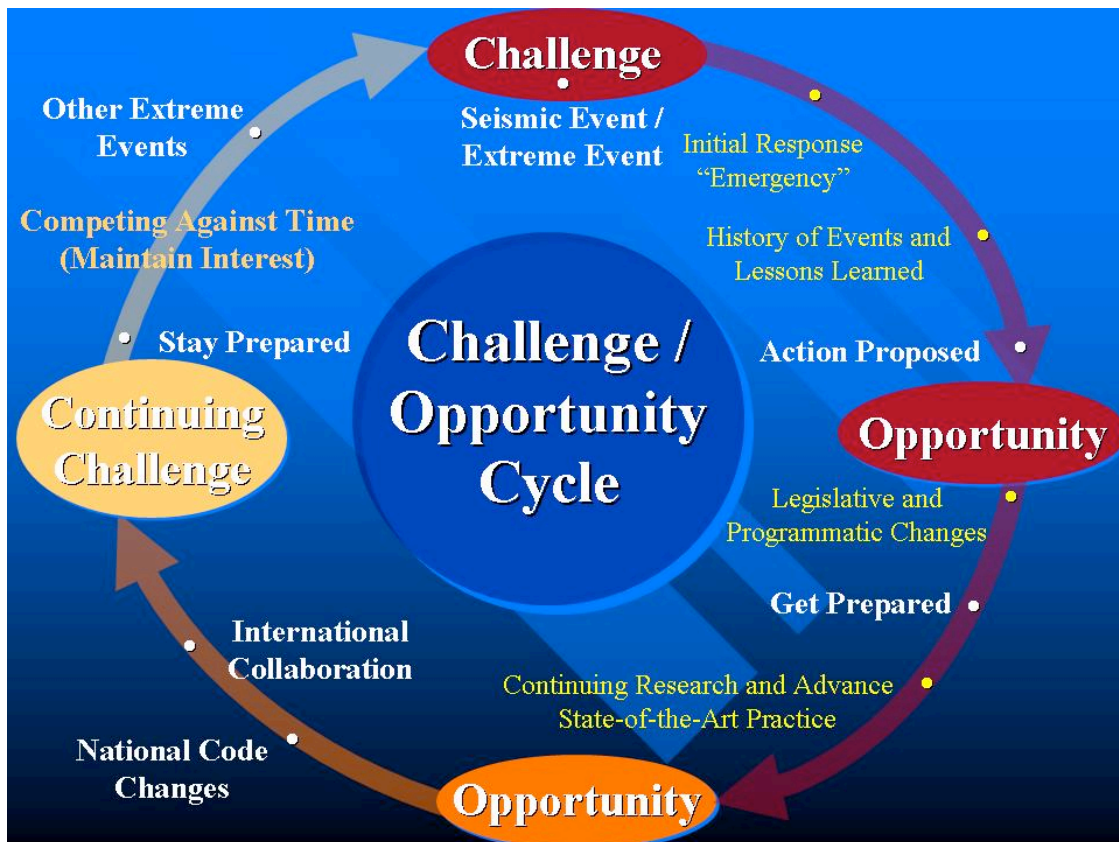 Challenge
Seismic Event /
Extreme Event
Initial Response
“Emergency”
History of Events and
Lessons Learned
Action Proposed
Opportunity
Legislative and
Programmatic Changes
Get Prepared
Continuing Research and Advance
State-of-the-Art Practice
Opportunity
National Code
Changes
International
Collaboration
Continuing
Challenge
Stay Prepared
Competing Against Time
(Maintain Interest)
Other Extreme
Events
Challenge /
Opportunity
Cycle